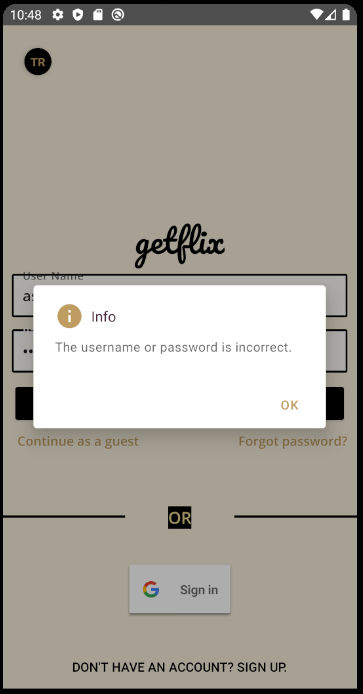 10:48
TR
getflix
User Name
Info
The username or password is incorrect.
OK
Continue as a guest
Forgot password?
OR
Sign in
DON'T HAVE AN ACCOUNT? SIGN UP.